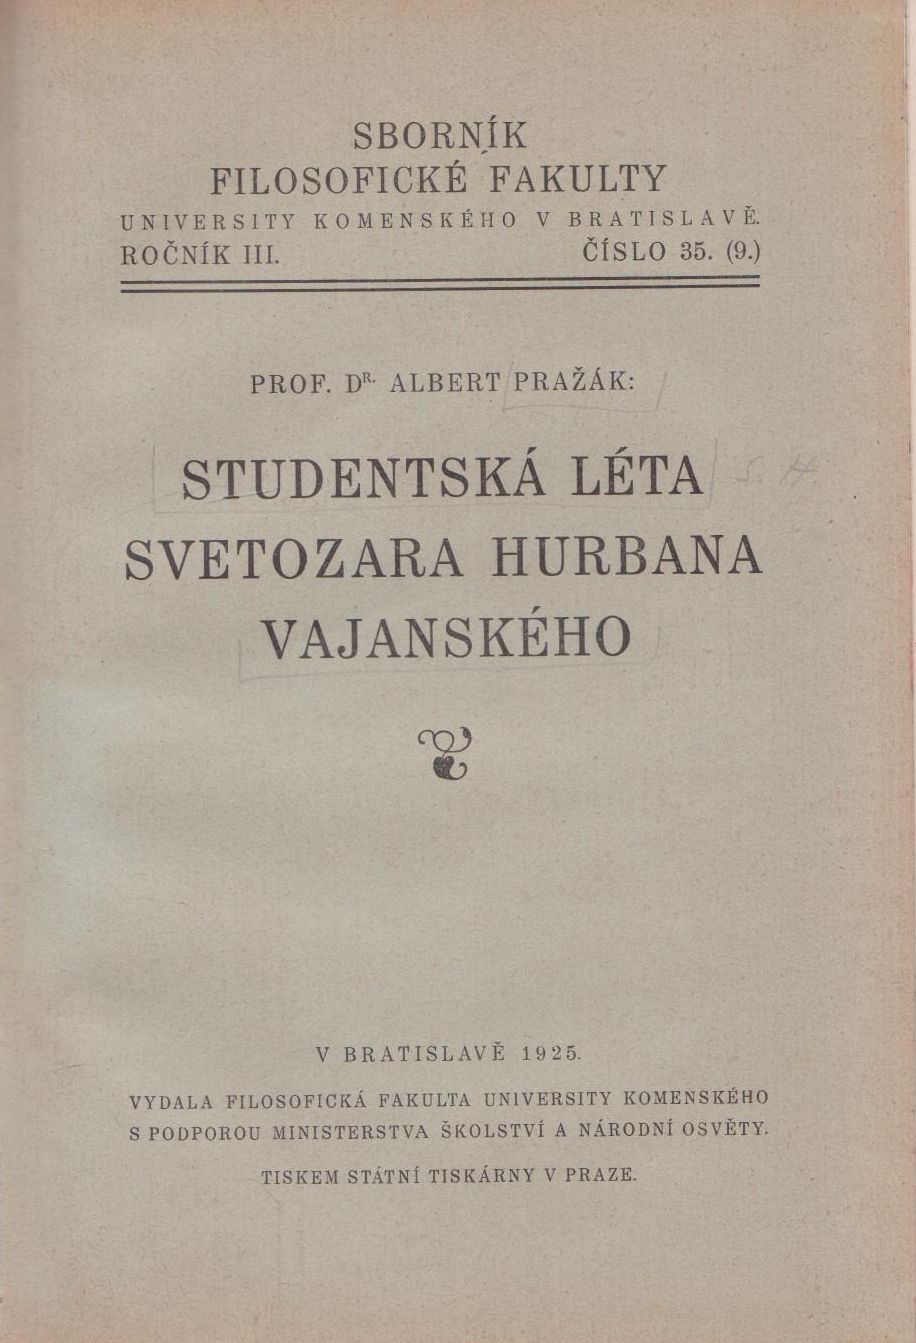 SBORNÍK
FILOSOFICKÉ FAKULTY
UNIVERSITY KOMENSKÉHO V BRATISLAVĚ.
ROČNÍK III. ČÍSLO 35. (9.)
PROF. DR. ALBERT PRAŽÁK:
STUDENTSKÁ LÉTA
S. H.
SVETOZARA HURBANA
VAJANSKÉHO
V BRATISLAVĚ 1925.
VYDALA FILOSOFICKÁ FAKULTA UNIVERSITY KOMENSKÉHO
S PODPOROU MINISTERSTVA ŠKOLSTVÍ A NÁRODNÍ OSVĚTY.
TISKEM STÁTNÍ TISKÁRNY V PRAZE.